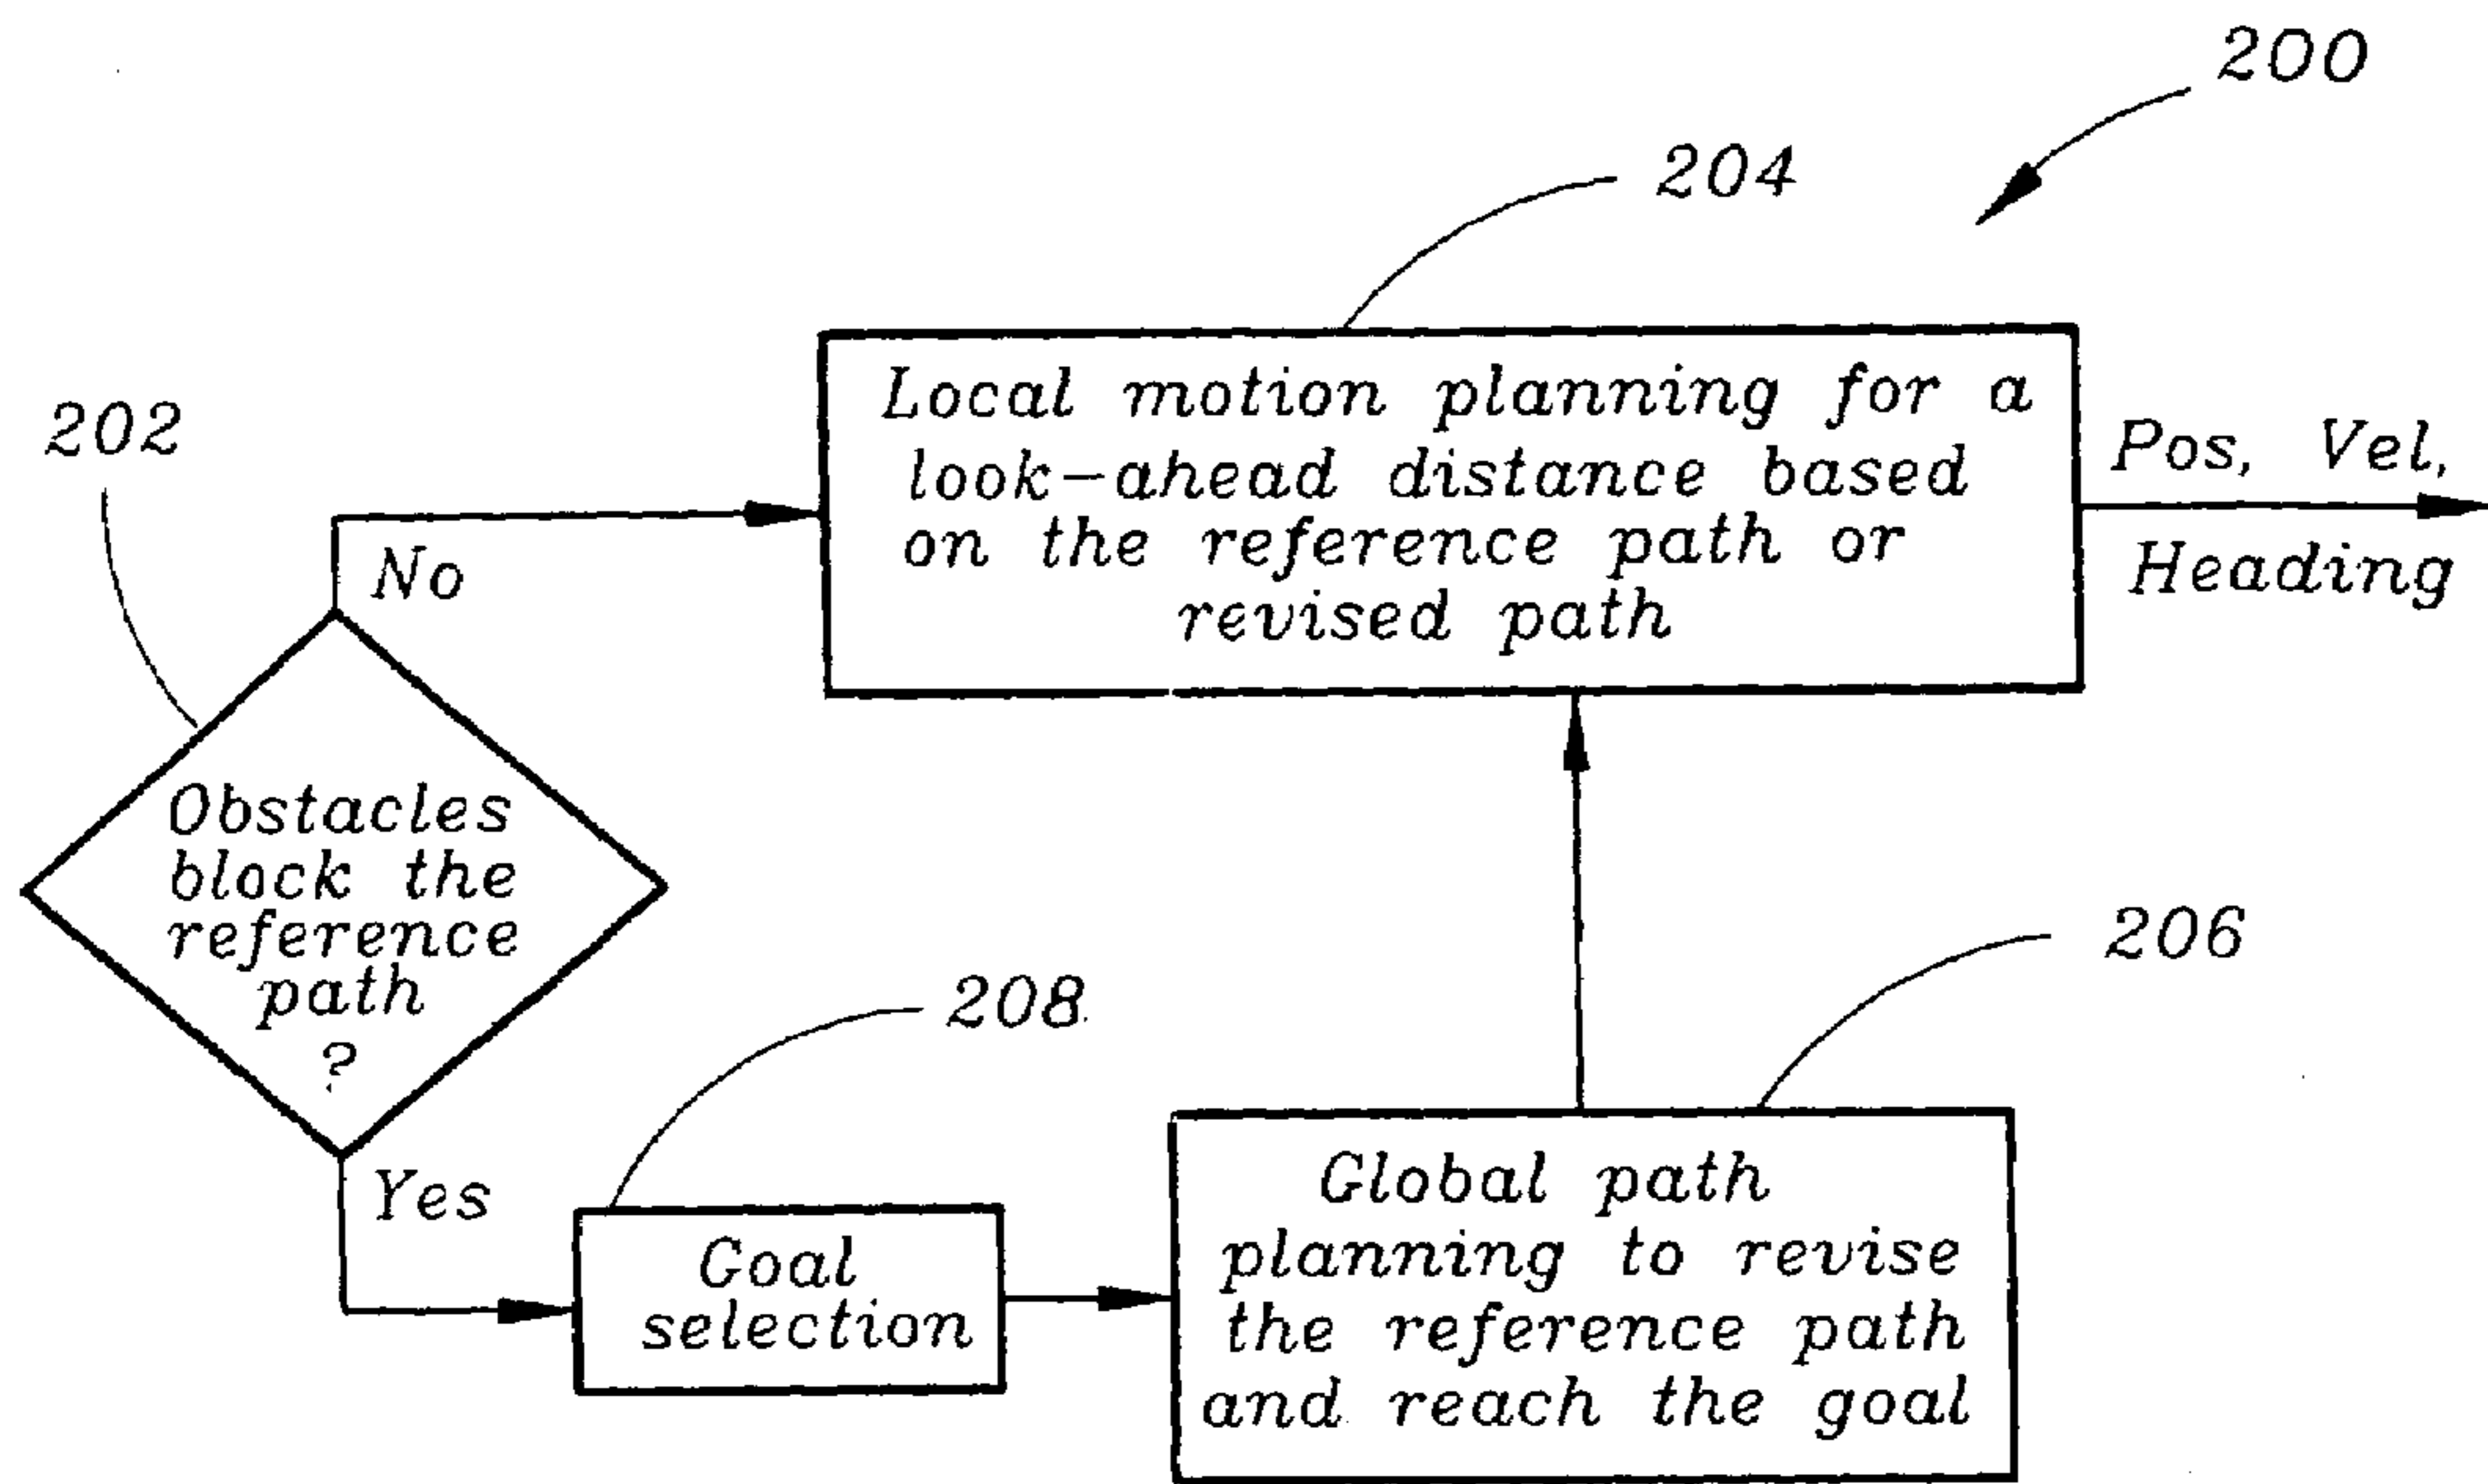 200
204
Local motion planning for a
look-ahead distance based
on the reference path or
revised path
Pos, Vel,
Heading
202
No
Obstacles
block the
reference
path
?
Yes
208
Goal
selection
206
Global path
planning to revise
the reference path
and reach the goal